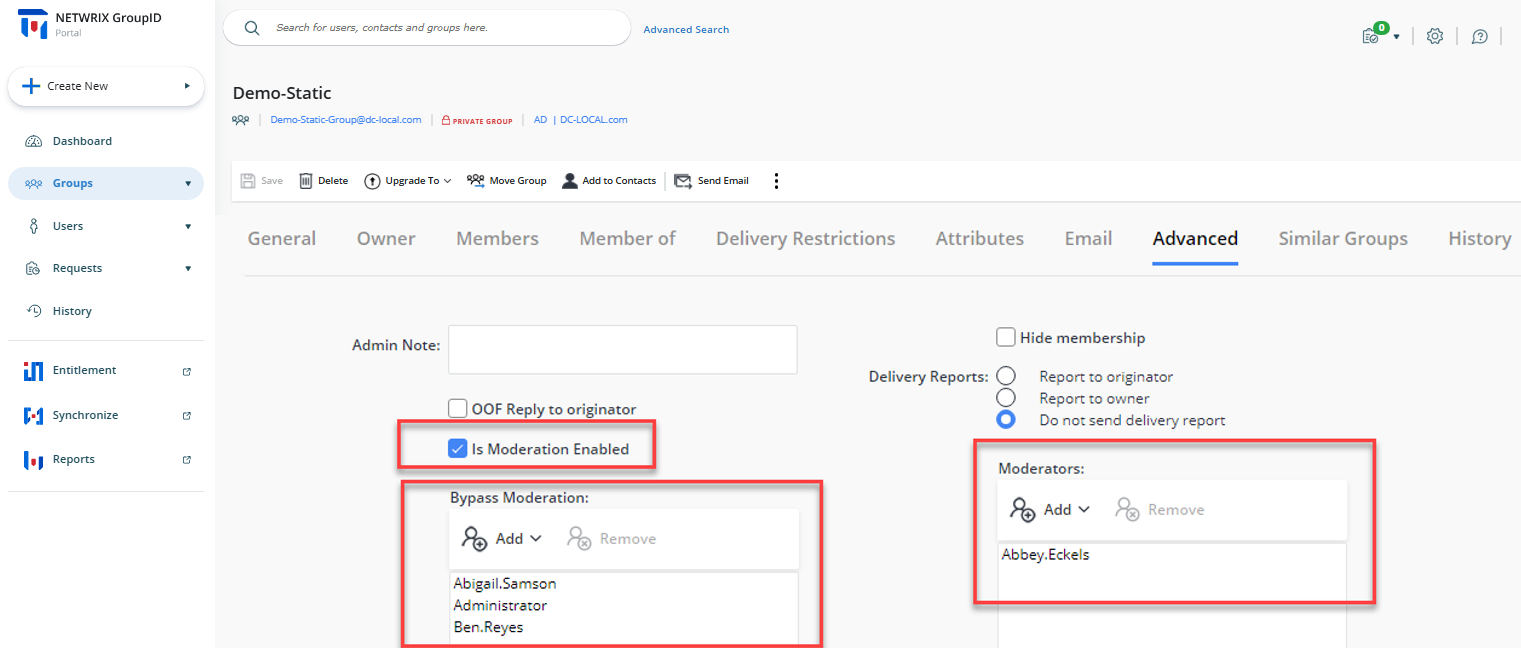 NETWRIX GroupID
Portal
Search for users, contacts and groups here.
Advanced Search
0
Create New
Dashboard
Groups
Users
Requests
History
Entitlement
Synchronize
Reports
Demo-Static
Demo-Static-Group@dc-local.com | PRIVATE GROUP | AD | DC-LOCAL.com
Save Delete Upgrade To Move Group Add to Contacts Send Email
General Owner Members Member of Delivery Restrictions Attributes Email Advanced Similar Groups History
Admin Note:
OOF Reply to originator
Is Moderation Enabled
Bypass Moderation:
Add Remove
Abigail.Samson
Administrator
Ben.Reyes
Hide membership
Delivery Reports: Report to originator
Report to owner
Do not send delivery report
Moderators:
Add Remove
Abbey.Eckels